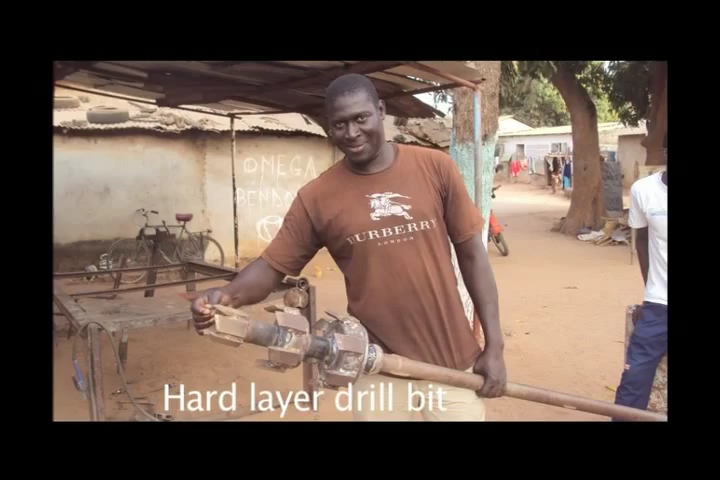 OMEGA
BENDO
BURBERRY
LONDON
Hard layer drill bit